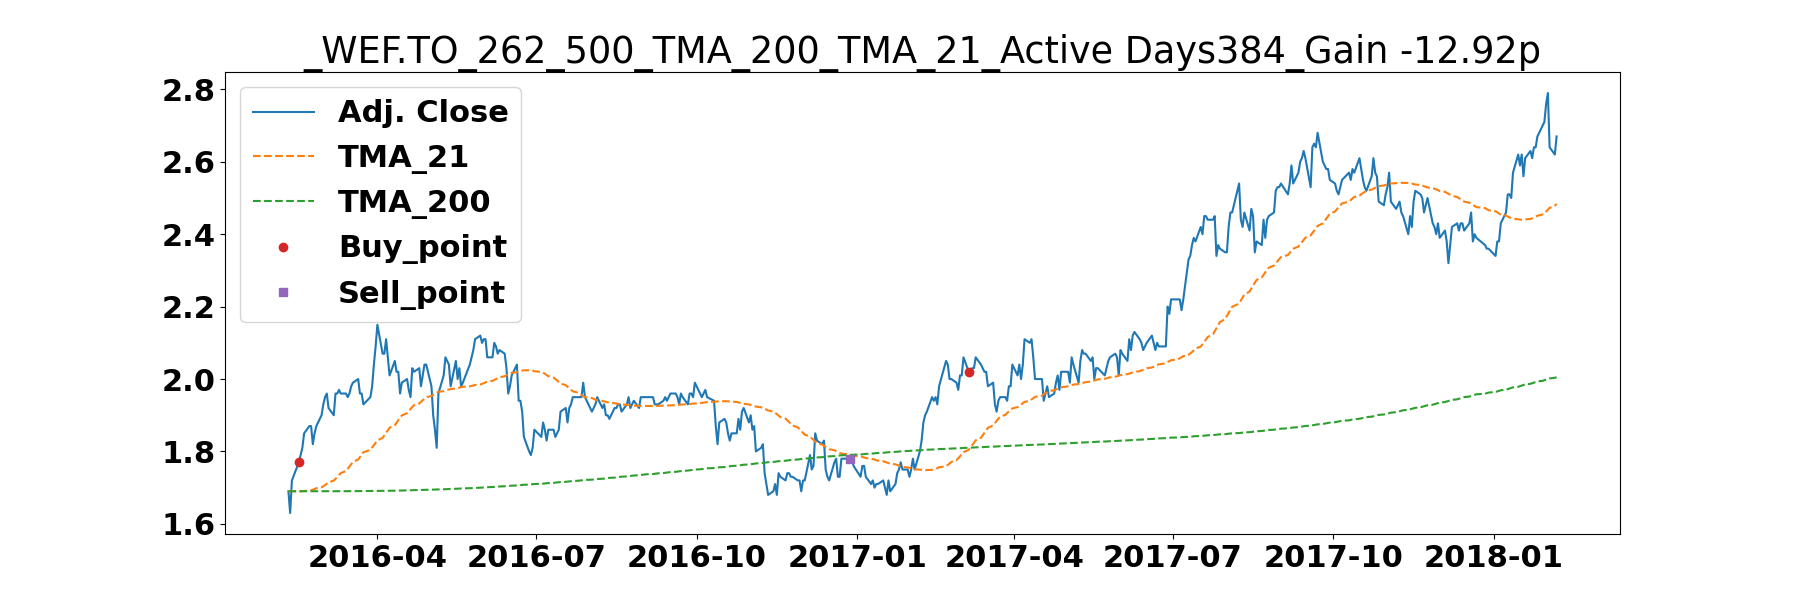 _WEF.TO_262_500_TMA_200_TMA_21_Active Days384_Gain -12.92p
2.8
2.6
2.4
2.2
2.0
1.8
1.6
Adj. Close
TMA_21
TMA_200
Buy_point
Sell_point
2016-04 2016-07 2016-10 2017-01 2017-04 2017-07 2017-10 2018-01